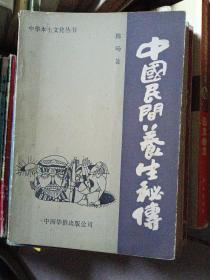 中华本土文化丛书
中國民間養生秘傳
中国华侨出版公司